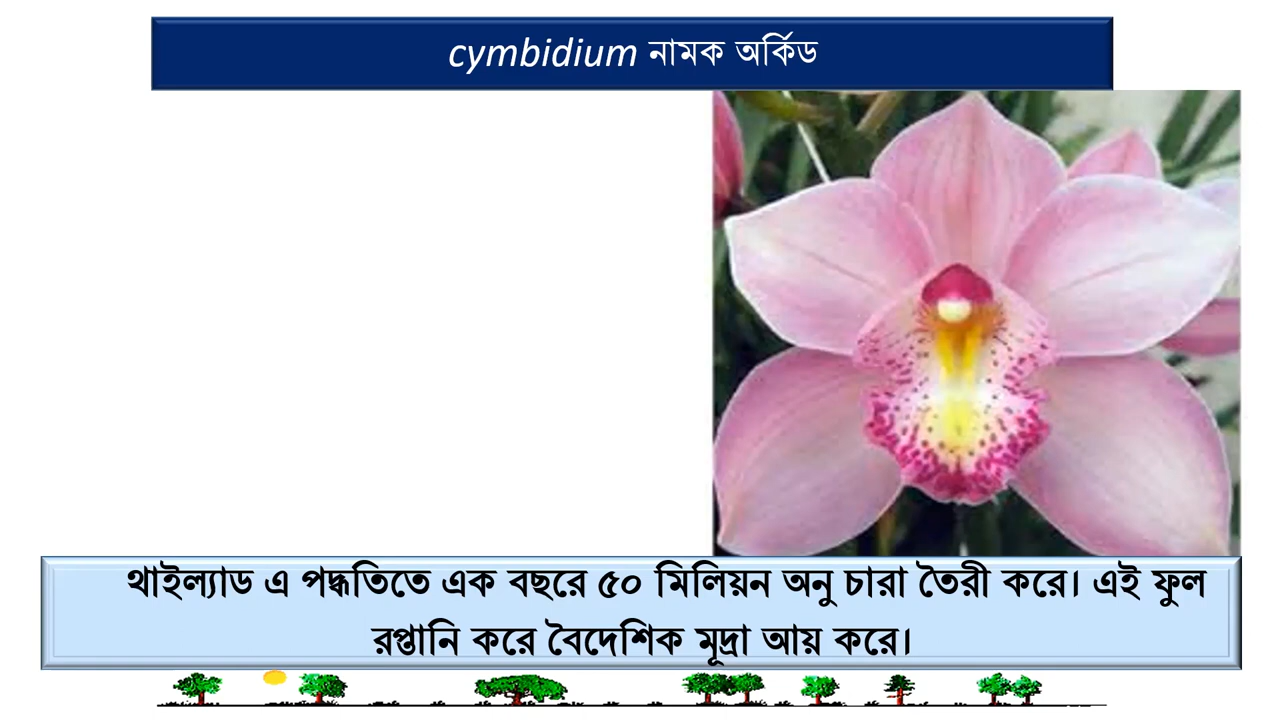 cymbidium নামক অর্কিড
থাইল্যাড এ পদ্ধতিতে এক বছরে ৫০ মিলিয়ন অনু চারা তৈরী করে। এই ফুল
রপ্তানি করে বৈদেশিক মূদ্রা আয় করে।